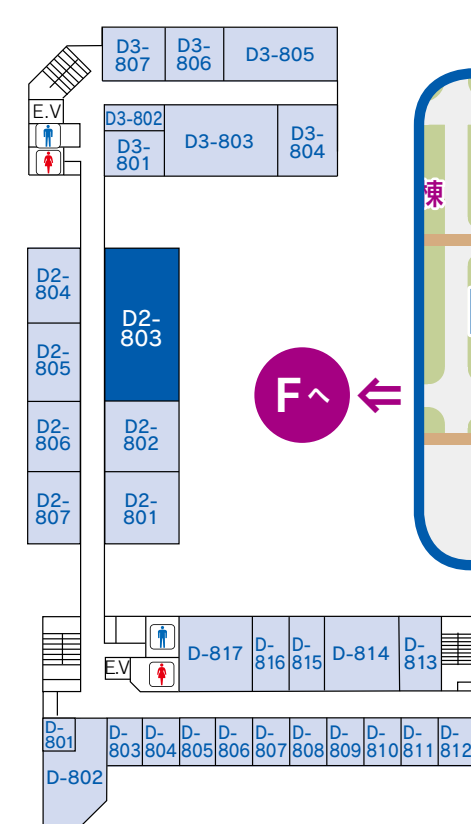 D3-
807
D3-
806
D3-805
E.V
D3-802
D3-
801
D3-803
D3-
804
棟
D2-
804
D2-
803
D2-
805
Fへ
D2-
806
D2-
802
D2-
807
D2-
801
D-817
D-
816
D-
815
D-814
D-
813
E.V
D-
801
D-802
D-
803
D-
804
D-
805
D-
806
D-
807
D-
808
D-
809
D-
810
D-
811
D-
812